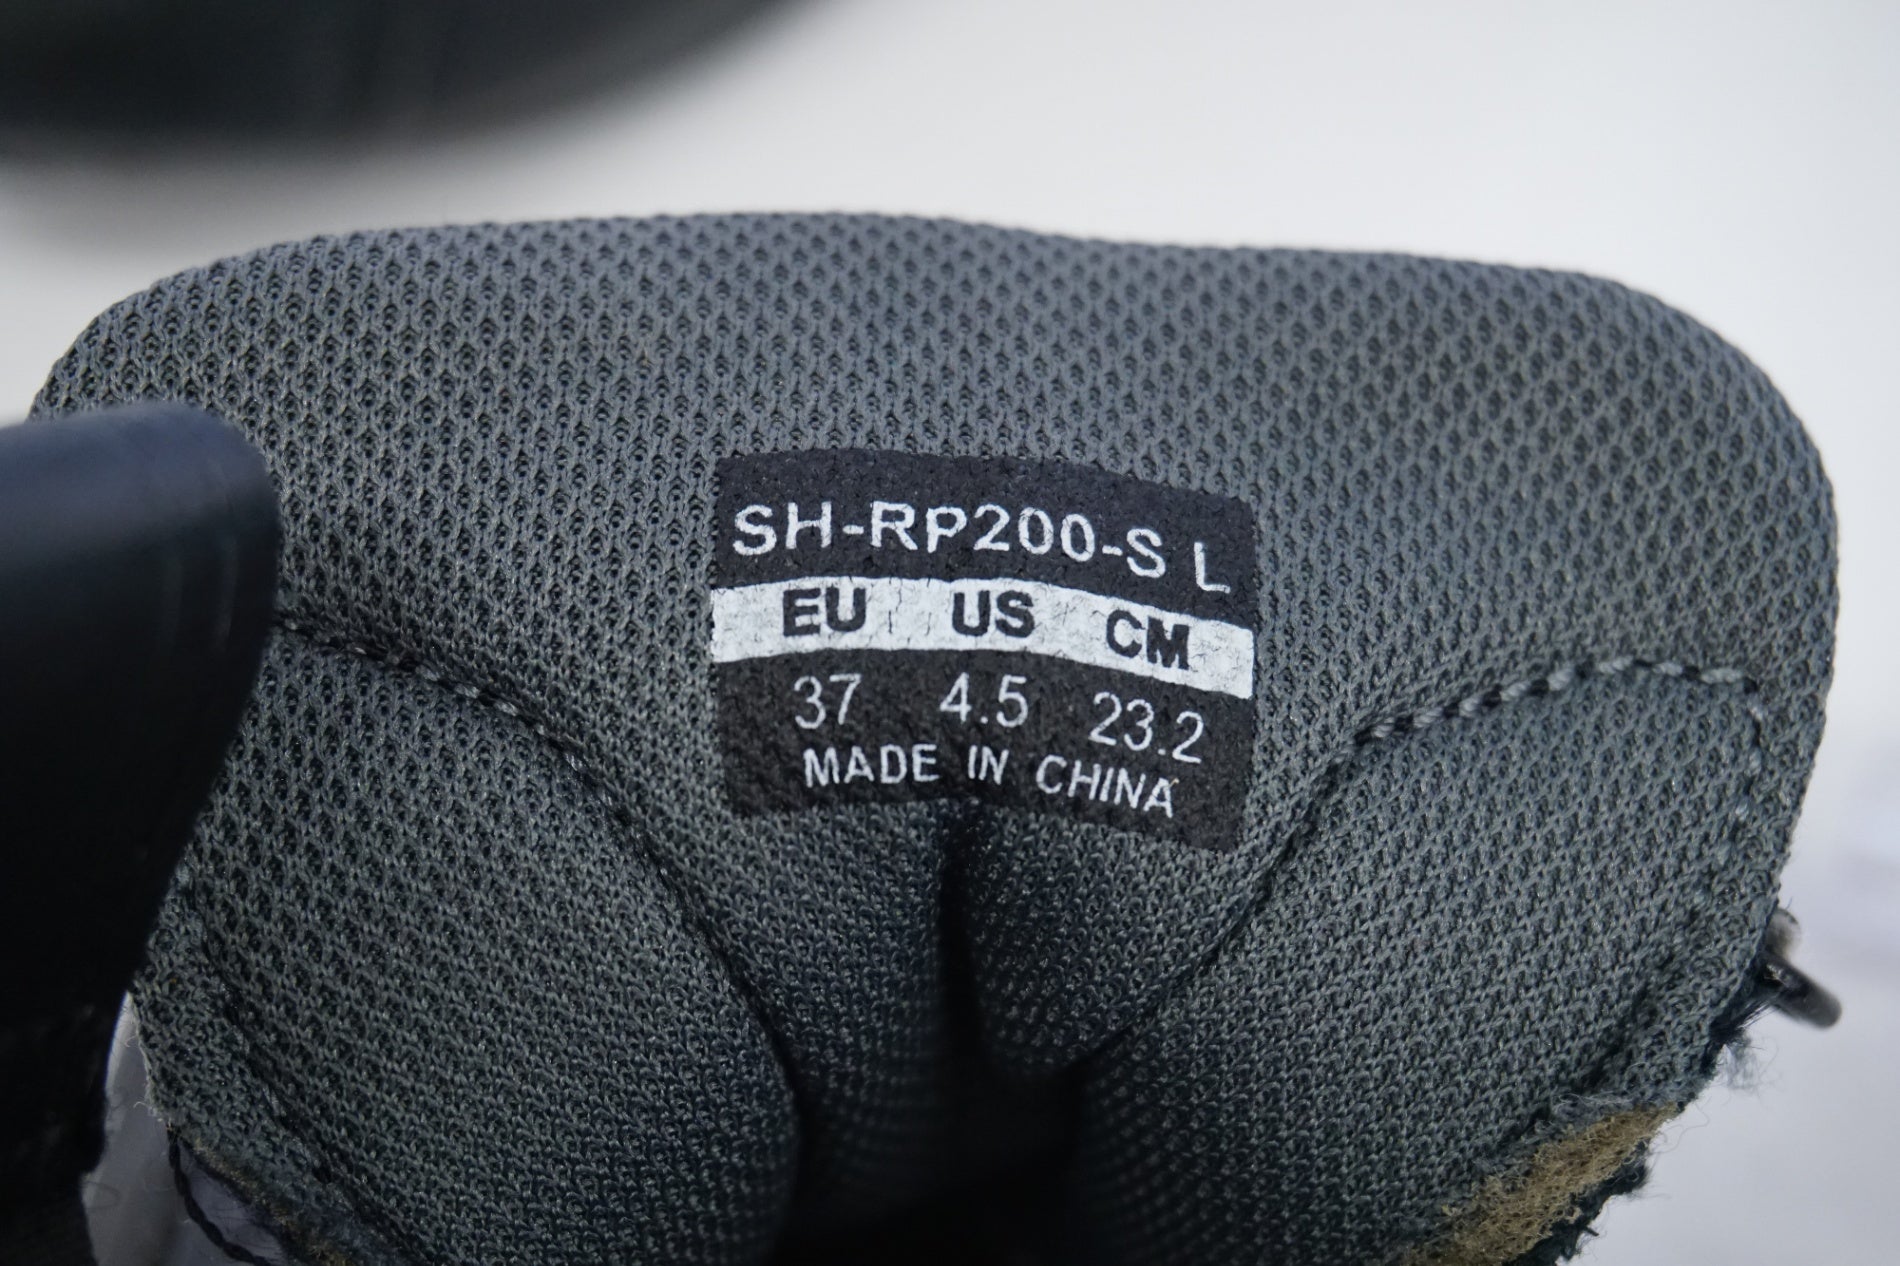 SH-RP200-S L
EU US CM
37 4.5 23.2
MADE IN CHINA